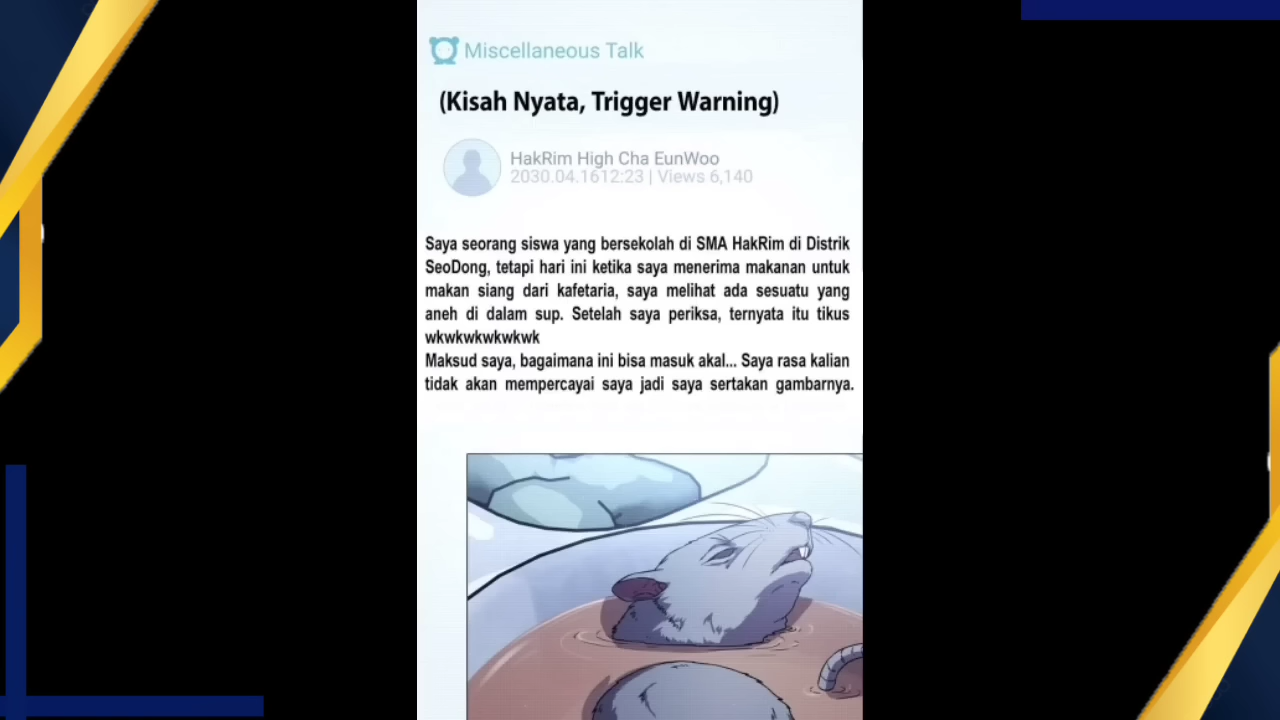 Miscellaneous Talk
(Kisah Nyata, Trigger Warning)
HakRim High Cha EunWoo
2030.04.1612:23 | Views 6,140
Saya seorang siswa yang bersekolah di SMA HakRim di Distrik
SeoDong, tetapi hari ini ketika saya menerima makanan untuk
makan siang dari kafetaria, saya melihat ada sesuatu yang
aneh di dalam sup. Setelah saya periksa, ternyata itu tikus
wkwkwkwkwkwk
Maksud saya, bagaimana ini bisa masuk akal... Saya rasa kalian
tidak akan mempercayai saya jadi saya sertakan gambarnya.